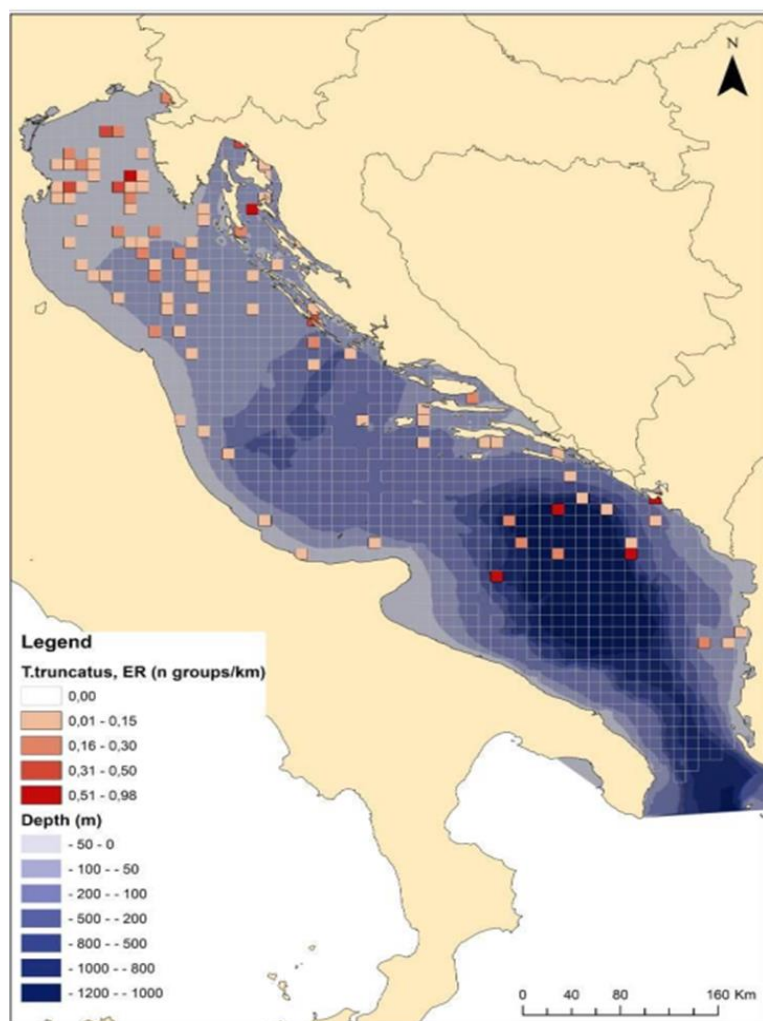 N
Legend
T.truncatus, ER (n groups/km)
0,00
0,01 - 0,15
0,16 - 0,30
0,31 - 0,50
0,51 - 0,98
Depth (m)
- 50 - 0
- 100 - - 50
- 200 - - 100
- 500 - - 200
- 800 - - 500
- 1000 - - 800
- 1200 - - 1000
0 40 80 160 Km